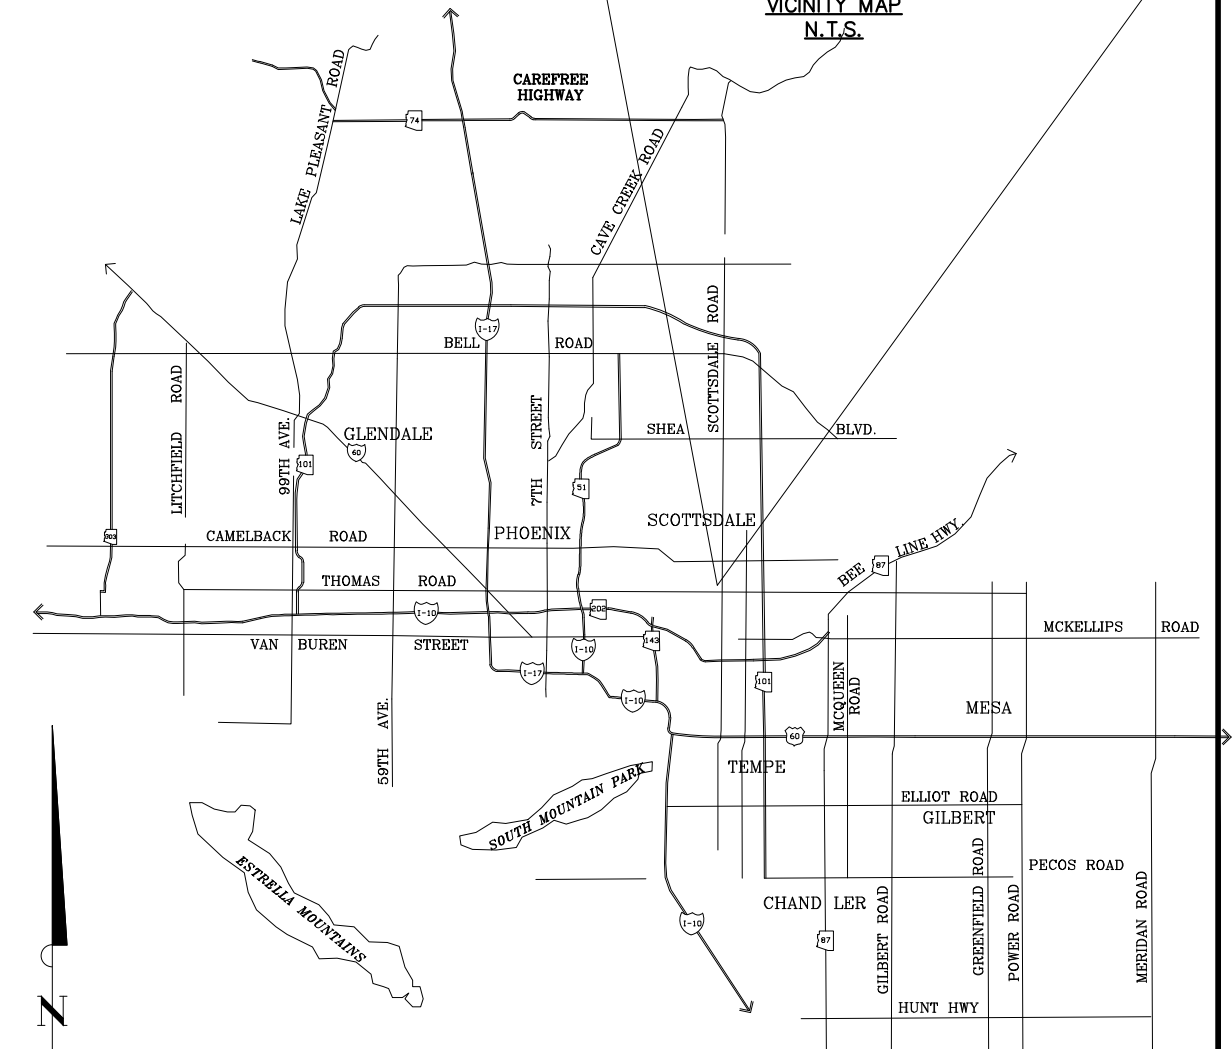 VICINITY MAP
N.T.S.
CAREFREE
HIGHWAY
74
LAKE PLEASANT ROAD
CAVE CREEK ROAD
I-17
BELL ROAD
SCOTTSDALE ROAD
LITCHFIELD ROAD
99TH AVE.
GLENDALE
60
101
7TH STREET
SHEA BLVD.
51
303
CAMELBACK ROAD
PHOENIX
SCOTTSDALE
BEE LINE HWY.
87
THOMAS ROAD
I-10
202
VAN BUREN STREET
I-10
143
MCKELLIPS ROAD
I-17
I-10
101
MCQUEEN
ROAD
MESA
59TH AVE.
60
TEMPE
SOUTH MOUNTAIN PARK
ELLIOT ROAD
GILBERT
ESTRELLA MOUNTAINS
PECOS ROAD
CHANDLER
I-10
87
GILBERT ROAD
GREENFIELD ROAD
POWER ROAD
MERIDAN ROAD
HUNT HWY
N